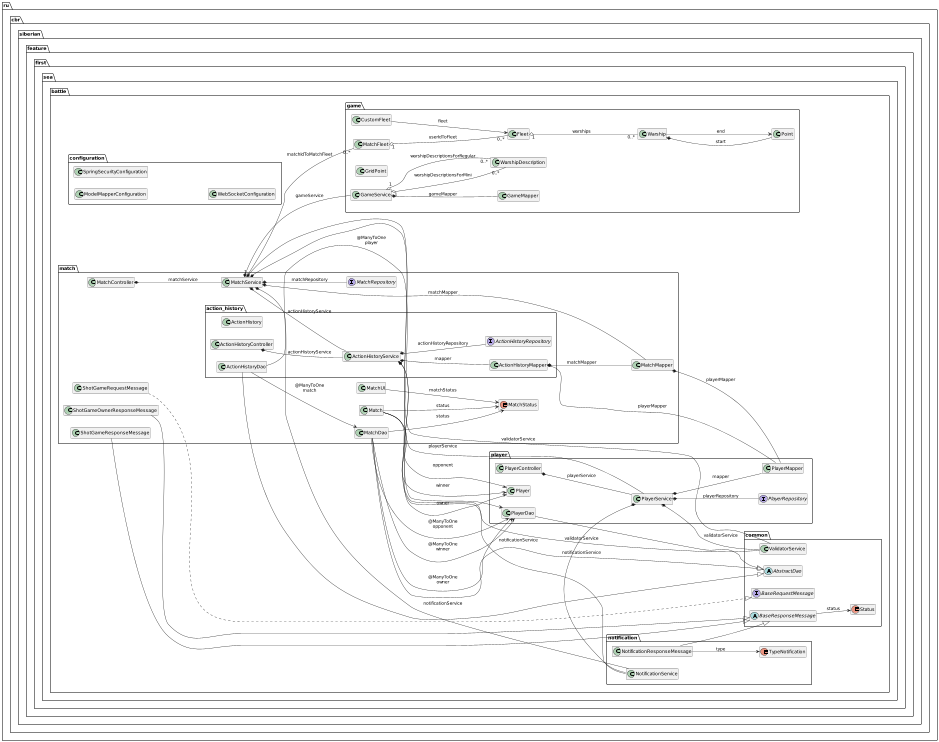 ru
cbr
siberian
feature
first
sea
battle
game
CustomFleet
fleet
Fleet
warships
Warship
end
Point
start
1
0..*
MatchFleet
userIdToFleet
1
0..*
matchIdToMatchFleet
0..*
GridPoint
warshipDescriptionsForRegular
0..*
WarshipDescription
warshipDescriptionsForMini
0..*
1
GameService
gameMapper
GameMapper
gameService
configuration
SpringSecurityConfiguration
ModelMapperConfiguration
WebSocketConfiguration
@ManyToOne
player
match
MatchController
matchService
MatchService
matchRepository
MatchRepository
matchMapper
action_history
ActionHistory
actionHistoryService
ActionHistoryController
actionHistoryService
ActionHistoryService
actionHistoryRepository
ActionHistoryRepository
mapper
ActionHistoryMapper
matchMapper
MatchMapper
ActionHistoryDao
playerMapper
@ManyToOne
match
ShotGameRequestMessage
MatchUI
matchStatus
ShotGameOwnerResponseMessage
Match
status
MatchStatus
playerMapper
ShotGameResponseMessage
MatchDao
status
validatorService
playerService
player
PlayerController
playerService
PlayerService
mapper
PlayerMapper
opponent
winner
Player
playerRepository
PlayerRepository
owner
PlayerDao
@ManyToOne
opponent
@ManyToOne
winner
@ManyToOne
owner
notificationService
validatorService
validatorService
notificationService
notificationService
common
ValidatorService
AbstractDao
BaseRequestMessage
BaseResponseMessage
status
Status
notification
NotificationResponseMessage
type
TypeNotification
NotificationService